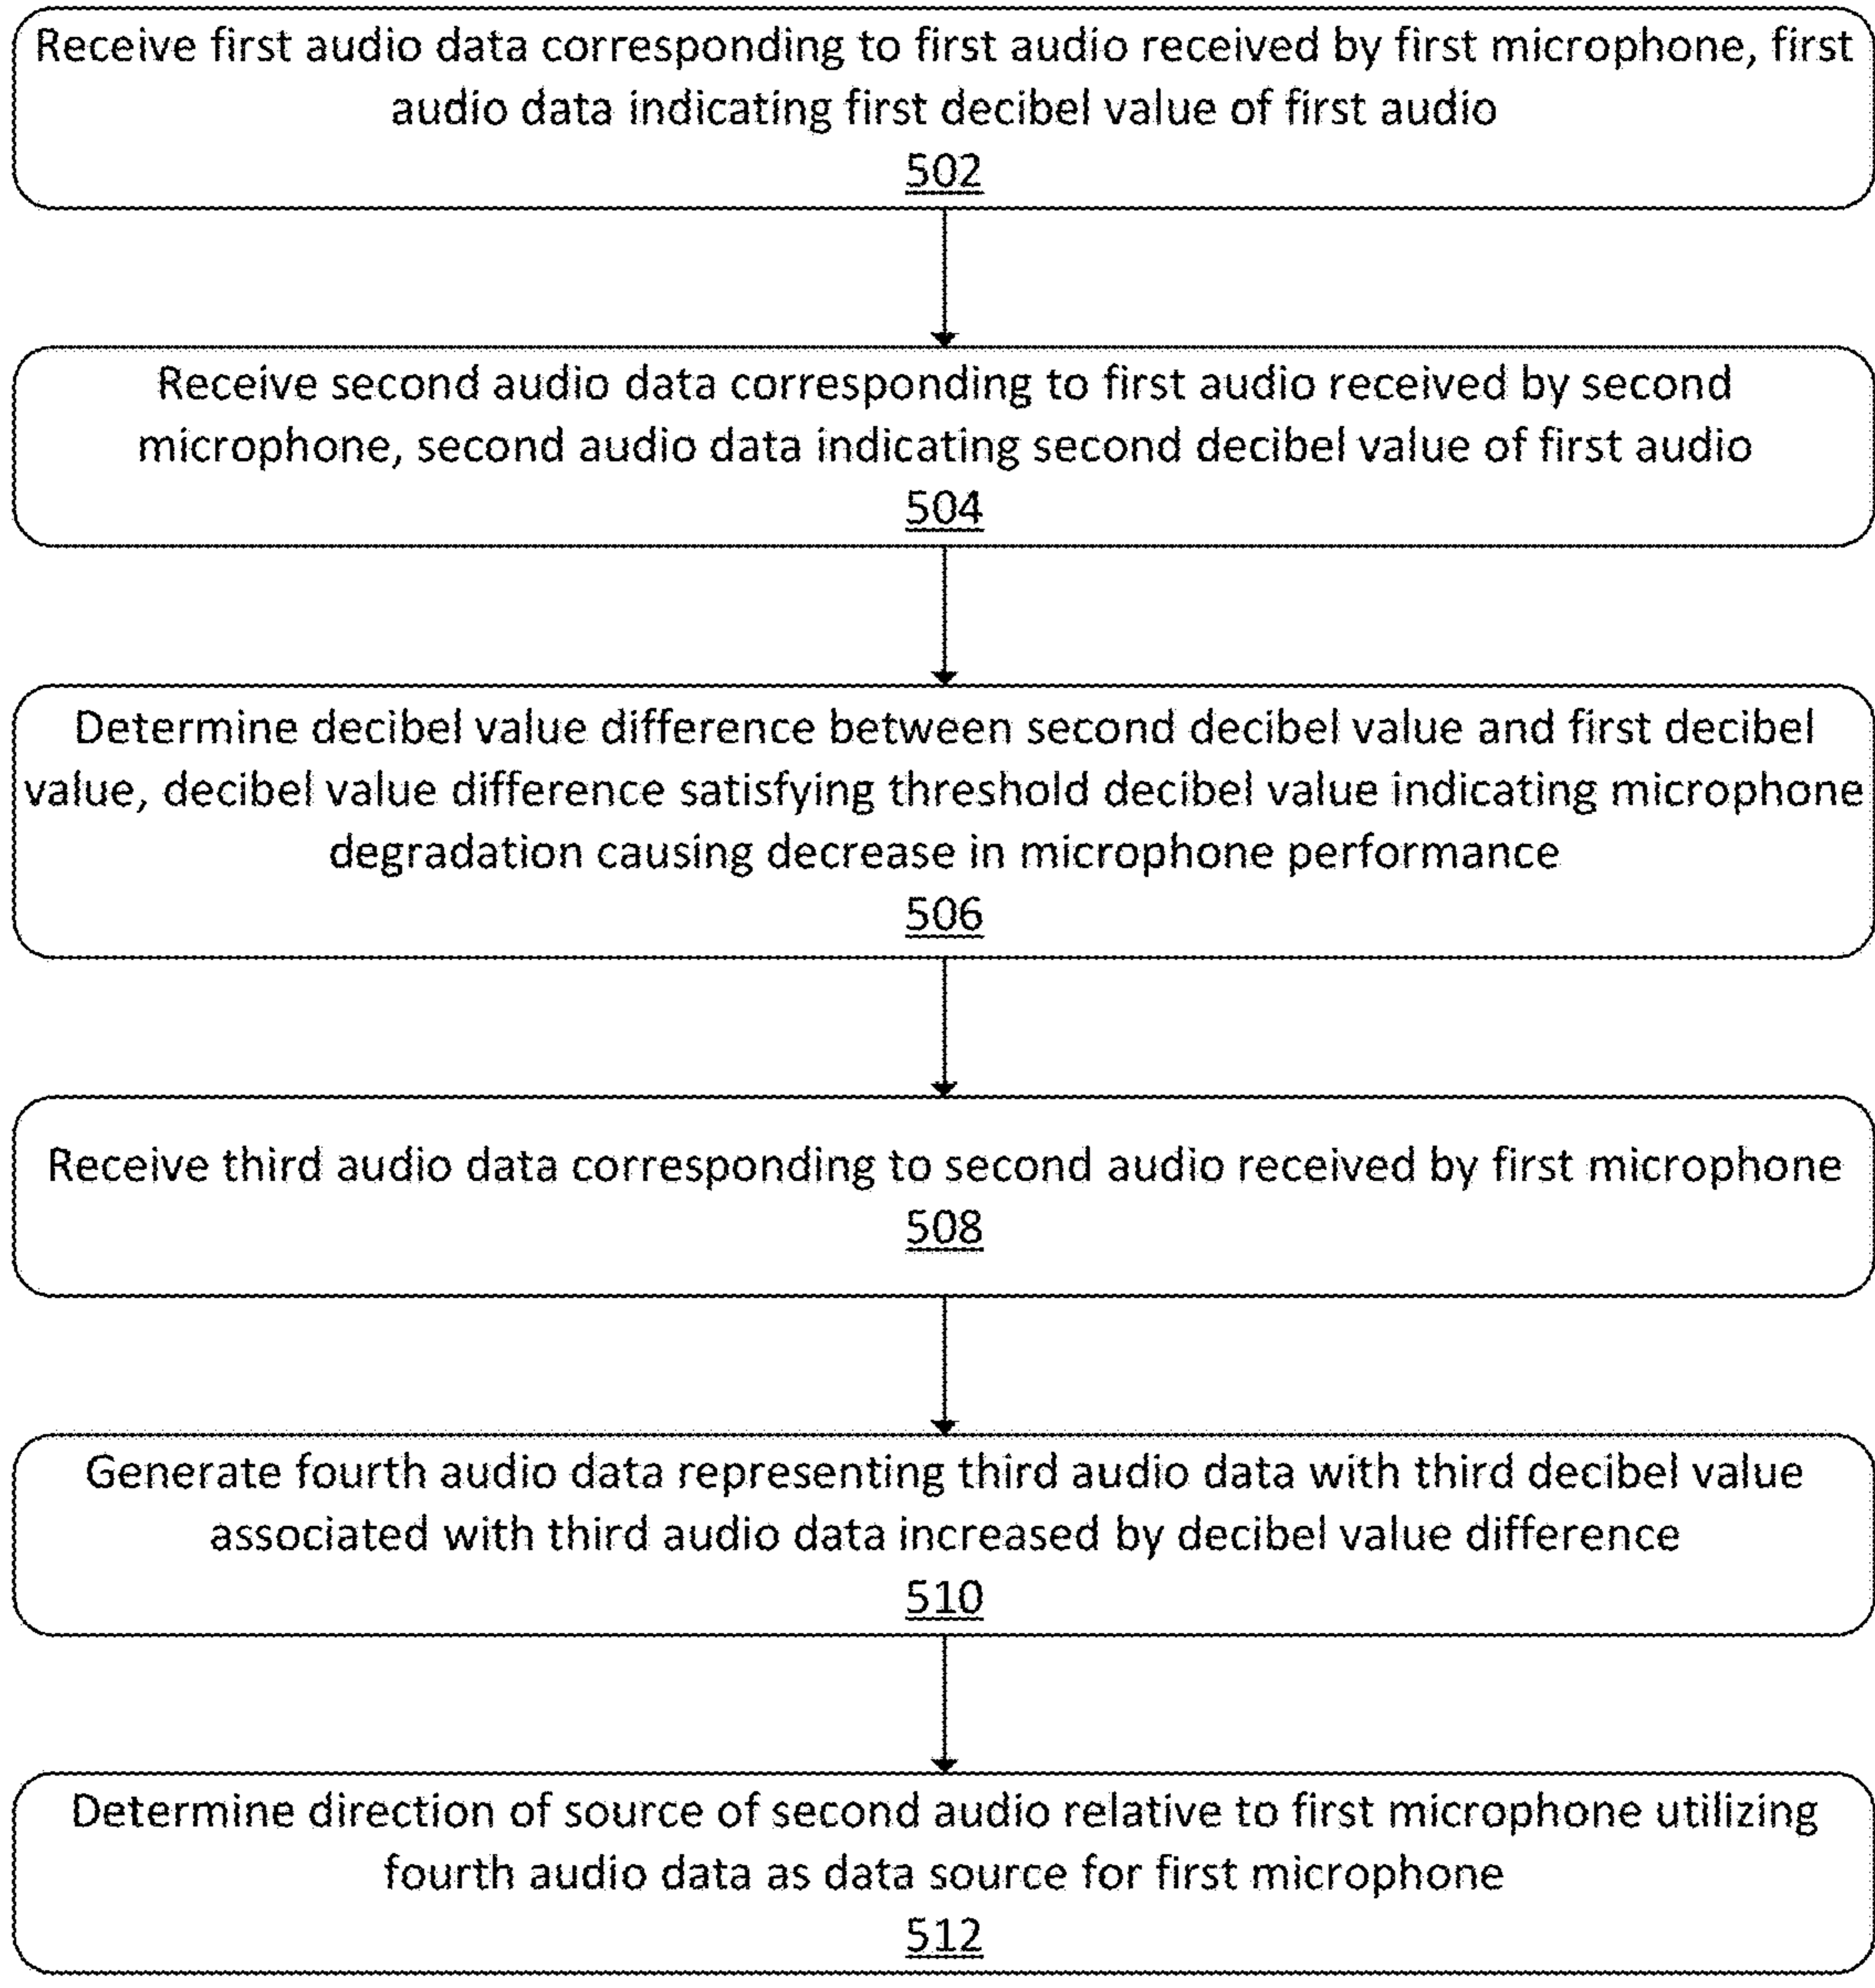 Receive first audio data corresponding to first audio received by first microphone, first
audio data indicating first decibel value of first audio
502
Receive second audio data corresponding to first audio received by second
microphone, second audio data indicating second decibel value of first audio
504
Determine decibel value difference between second decibel value and first decibel
value, decibel value difference satisfying threshold decibel value indicating microphone
degradation causing decrease in microphone performance
506
Receive third audio data corresponding to second audio received by first microphone
508
Generate fourth audio data representing third audio data with third decibel value
associated with third audio data increased by decibel value difference
510
Determine direction of source of second audio relative to first microphone utilizing
fourth audio data as data source for first microphone
512